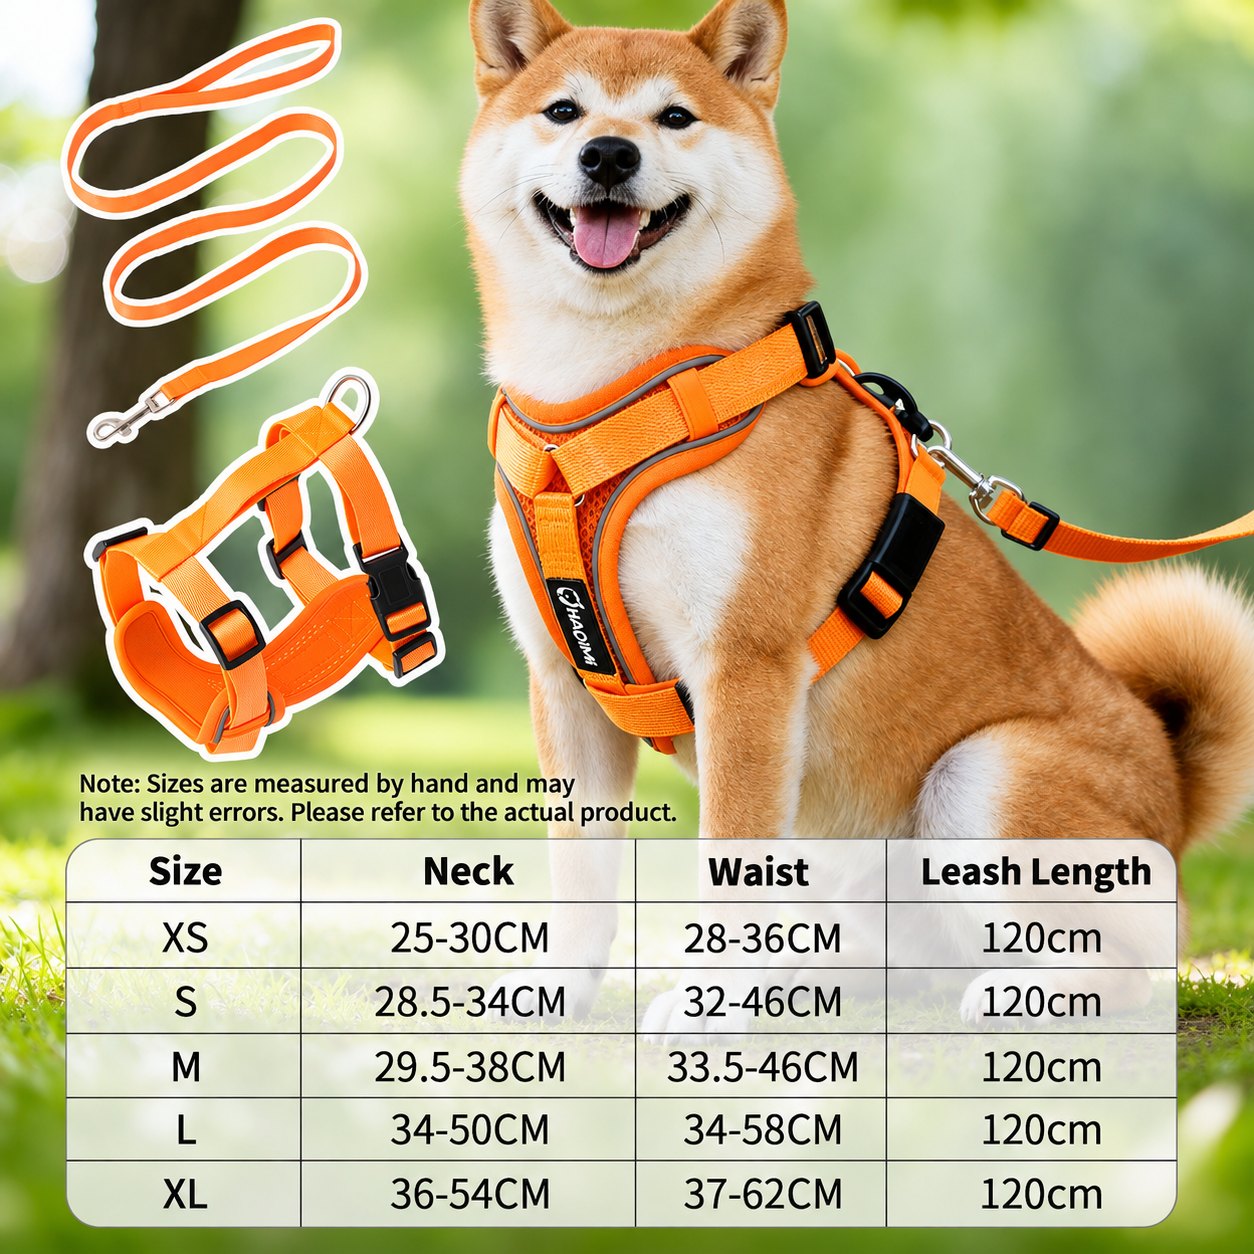 HAOIMi
Note: Sizes are measured by hand and may
have slight errors. Please refer to the actual product.
Size Neck Waist Leash Length
XS 25-30CM 28-36CM 120cm
S 28.5-34CM 32-46CM 120cm
M 29.5-38CM 33.5-46CM 120cm
L 34-50CM 34-58CM 120cm
XL 36-54CM 37-62CM 120cm